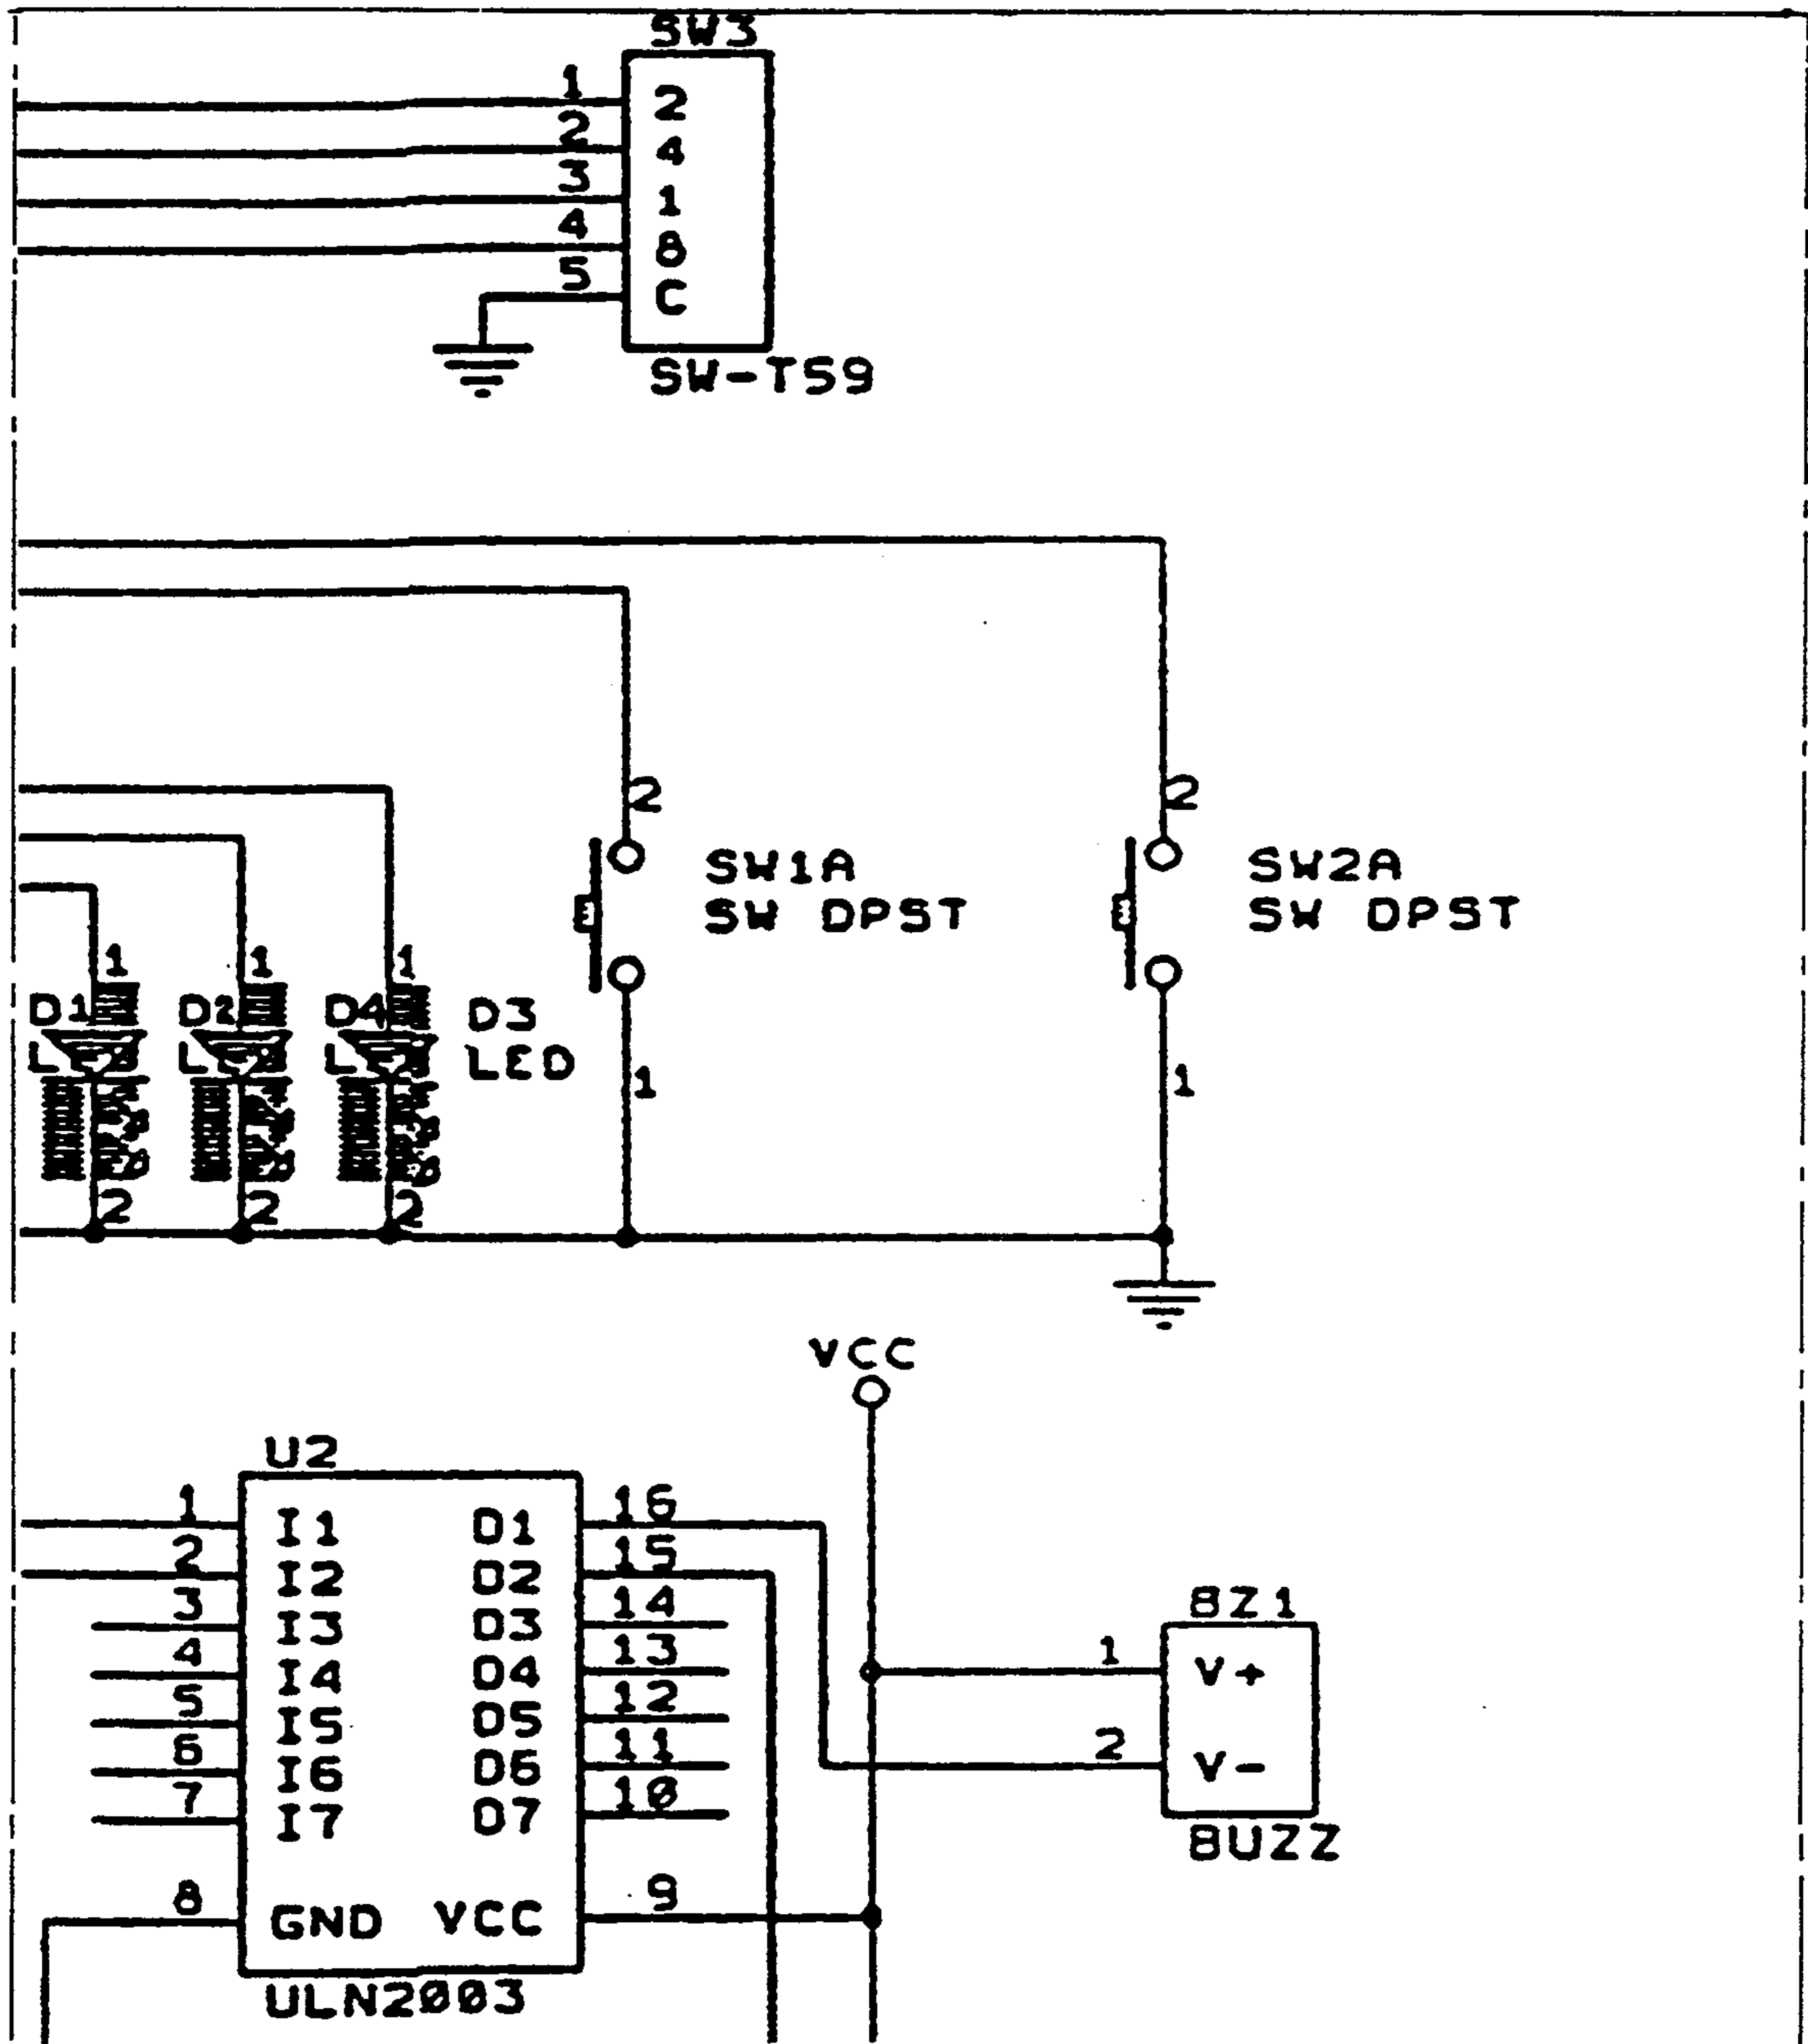 SW3
1 2
2 4
3 1
4 8
5 C
SW-T59
2 2
SW1A SW2A
SW DPST SW DPST
1 1 1
D1 D2 D4 D3
LED
1 1
2 2 2
VCC
U2
1 I1 O1 16
2 I2 O2 15
3 I3 O3 14
4 I4 O4 13
5 I5 O5 12
6 I6 O6 11
7 I7 O7 10
8 GND VCC 9
ULN2003
BZ1
1 V+
2 V-
BUZZ